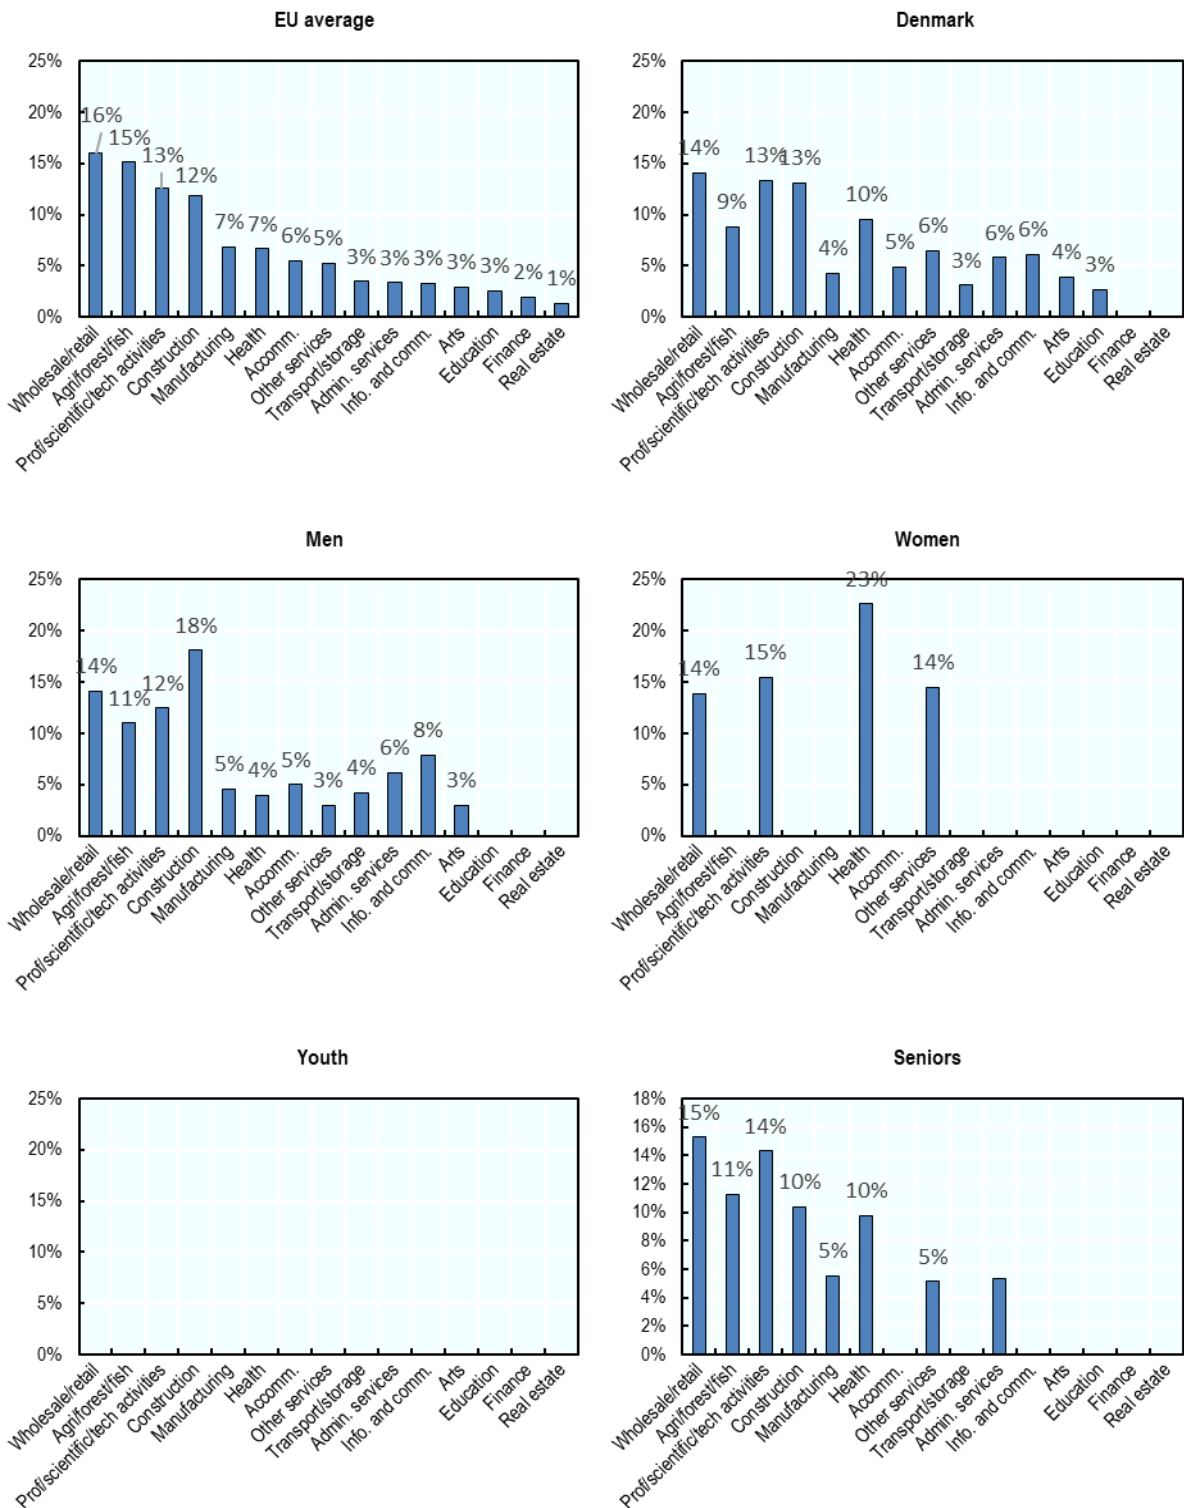 EU average
25%
20%
15%
10%
5%
0%
16%
15%
13%
12%
7%
7%
6%
5%
3%
3%
3%
3%
3%
2%
1%
Wholesale/retail
Agri/forest/fish
Prof/scientific/tech activities
Construction
Manufacturing
Health
Accomm.
Other services
Transport/storage
Admin. services
Info. and comm.
Arts
Education
Finance
Real estate
Denmark
25%
20%
15%
10%
5%
0%
14%
9%
13%
13%
4%
10%
5%
6%
3%
6%
6%
4%
3%
Wholesale/retail
Agri/forest/fish
Prof/scientific/tech activities
Construction
Manufacturing
Health
Accomm.
Other services
Transport/storage
Admin. services
Info. and comm.
Arts
Education
Finance
Real estate
Men
25%
20%
15%
10%
5%
0%
14%
11%
12%
18%
5%
4%
5%
3%
4%
6%
8%
3%
Wholesale/retail
Agri/forest/fish
Prof/scientific/tech activities
Construction
Manufacturing
Health
Accomm.
Other services
Transport/storage
Admin. services
Info. and comm.
Arts
Education
Finance
Real estate
Women
25%
20%
15%
10%
5%
0%
14%
15%
23%
14%
Wholesale/retail
Agri/forest/fish
Prof/scientific/tech activities
Construction
Manufacturing
Health
Accomm.
Other services
Transport/storage
Admin. services
Info. and comm.
Arts
Education
Finance
Real estate
Youth
25%
20%
15%
10%
5%
0%
Wholesale/retail
Agri/forest/fish
Prof/scientific/tech activities
Construction
Manufacturing
Health
Accomm.
Other services
Transport/storage
Admin. services
Info. and comm.
Arts
Education
Finance
Real estate
Seniors
18%
16%
14%
12%
10%
8%
6%
4%
2%
0%
15%
11%
14%
10%
5%
10%
5%
Wholesale/retail
Agri/forest/fish
Prof/scientific/tech activities
Construction
Manufacturing
Health
Accomm.
Other services
Transport/storage
Admin. services
Info. and comm.
Arts
Education
Finance
Real estate